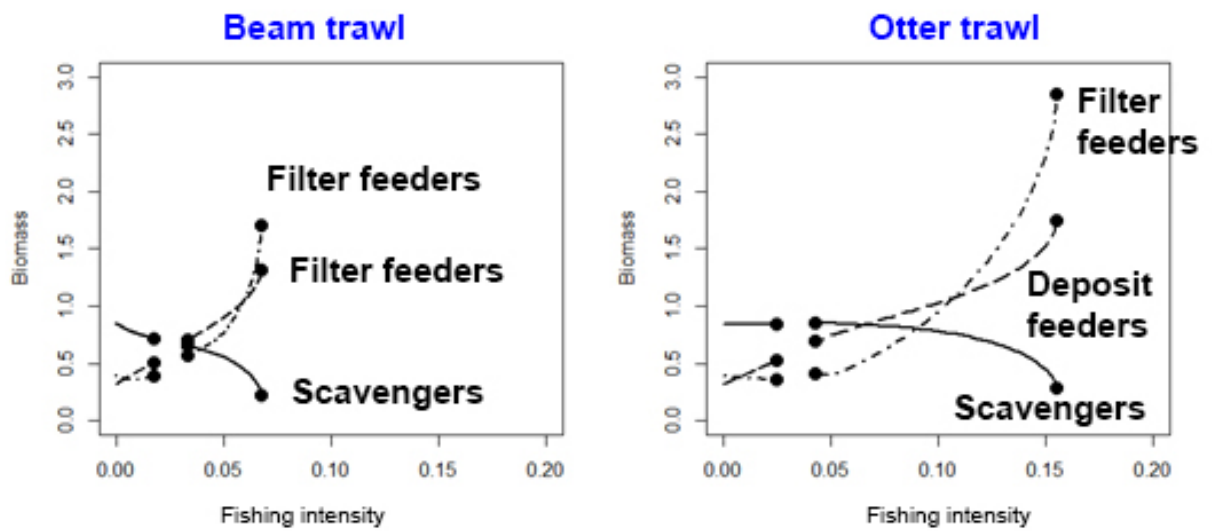 Beam trawl
3.0
2.5
2.0
1.5
1.0
0.5
0.0
Biomass
Filter feeders
Filter feeders
Scavengers
0.00 0.05 0.10 0.15 0.20
Fishing intensity
Otter trawl
3.0
2.5
2.0
1.5
1.0
0.5
0.0
Biomass
Filter
feeders
Deposit
feeders
Scavengers
0.00 0.05 0.10 0.15 0.20
Fishing intensity